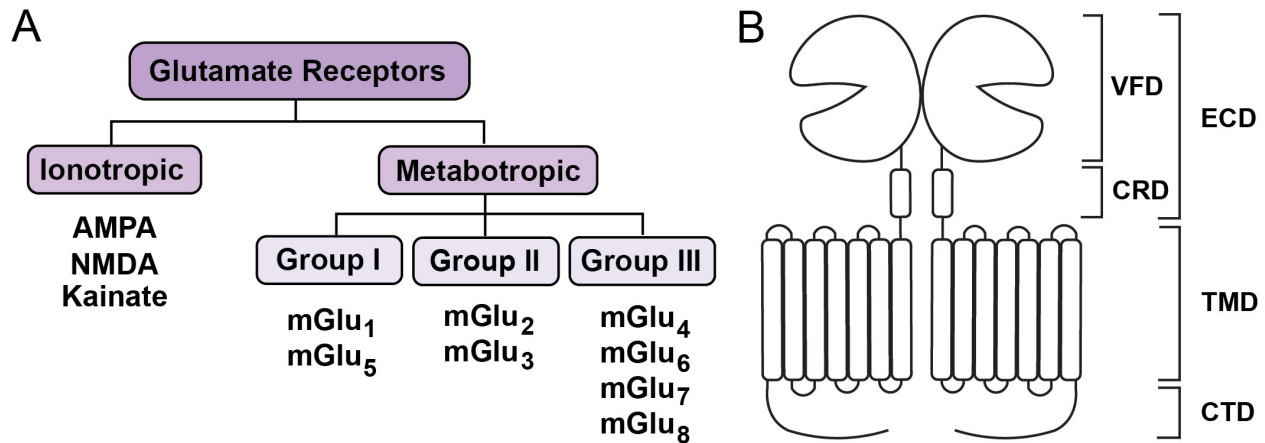 A
Glutamate Receptors
Ionotropic
Metabotropic
AMPA
NMDA
Kainate
Group I
Group II
Group III
mGlu1
mGlu5
mGlu2
mGlu3
mGlu4
mGlu6
mGlu7
mGlu8
B
VFD
ECD
CRD
TMD
CTD